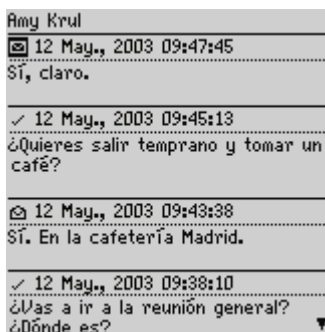 Amy Krul
12 May., 2003 09:47:45
Sí, claro.
12 May., 2003 09:45:13
¿Quieres salir temprano y tomar un
café?
12 May., 2003 09:43:38
Sí. En la cafetería Madrid.
12 May., 2003 09:38:10
¿Vas a ir a la reunión general?
¿Dónde es?